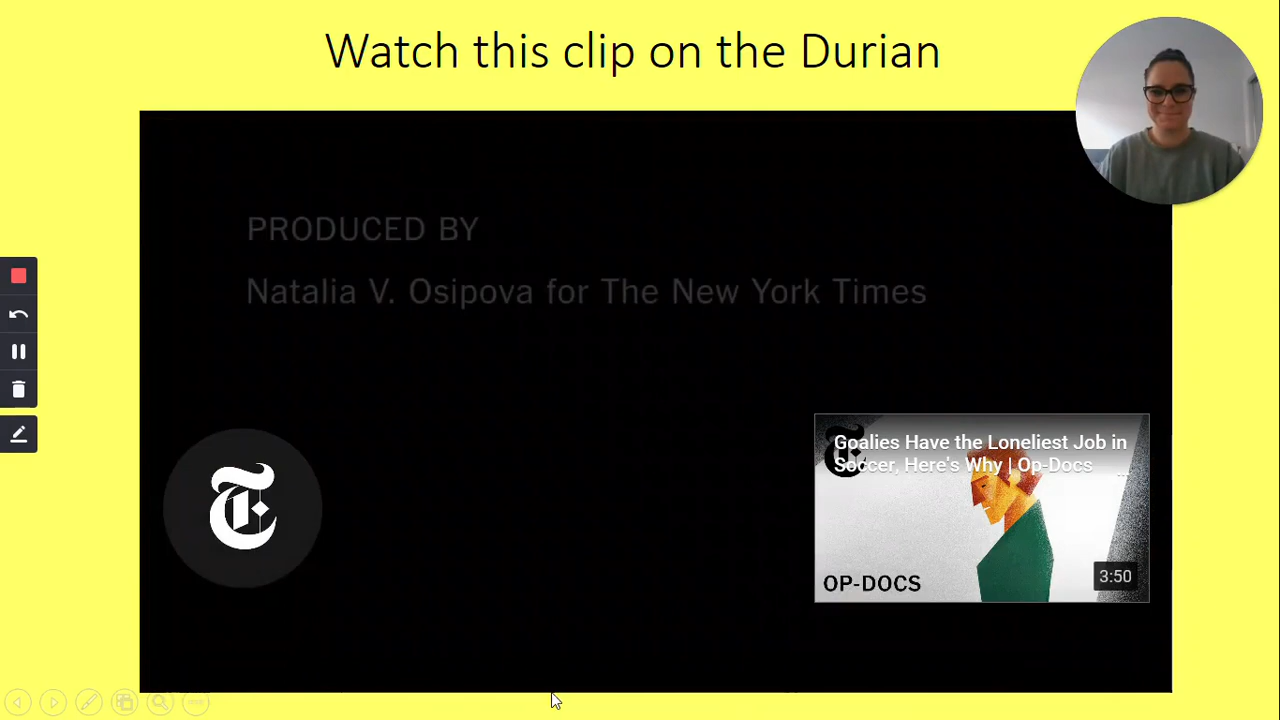 Watch this clip on the Durian
PRODUCED BY
Natalia V. Osipova for The New York Times
Goalies Have the Loneliest Job in
Soccer, Here's Why | Op-Docs
OP-DOCS
3:50